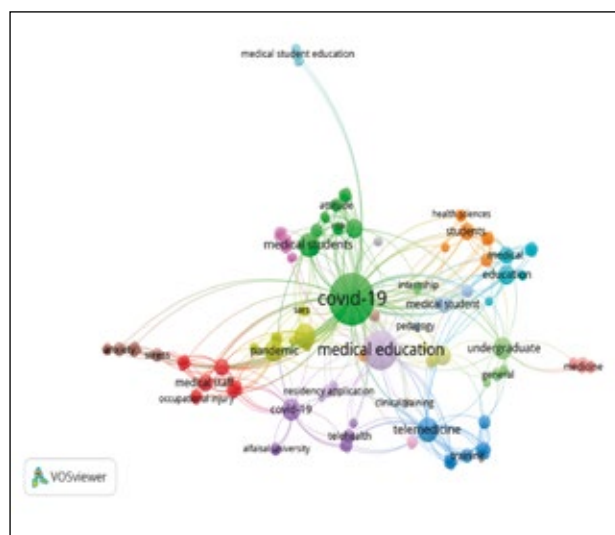 medical student education
attitude
health sciences
students
medical students
medical
education
internship
covid-19
medical student
sars
pedagogy
pandemic
medical education
undergraduate
anxiety
stress
medicine
general
medical staff
residency application
occupational injury
clinical training
covid-19
telemedicine
telehealth
alfaisal university
training
VOSviewer